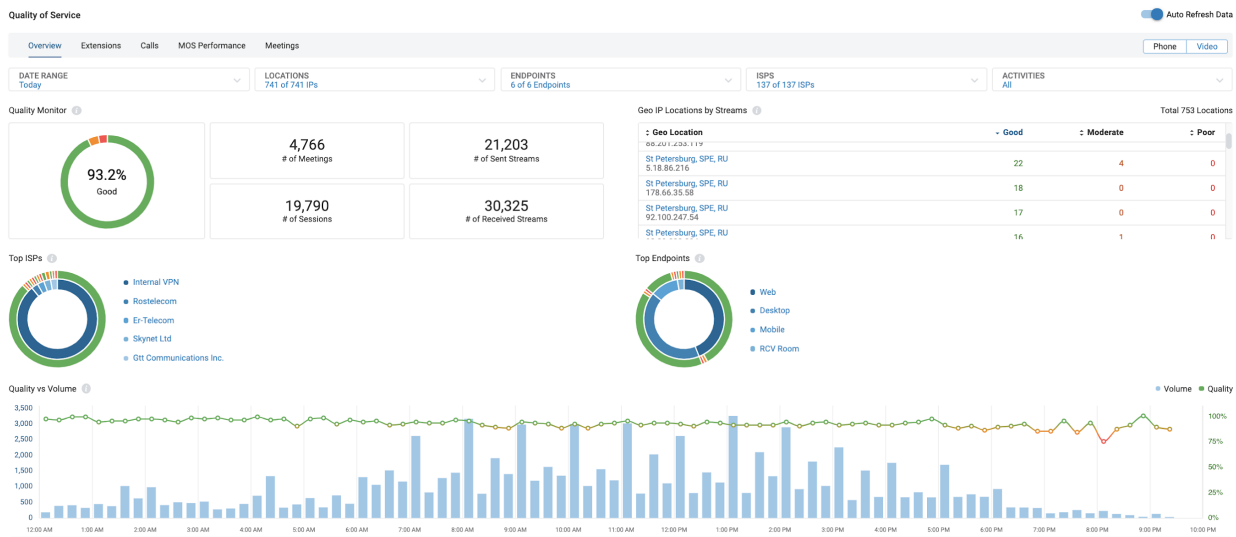 Quality of Service
Auto Refresh Data
Overview Extensions Calls MOS Performance Meetings
Phone Video
DATE RANGE
Today
LOCATIONS
741 of 741 IPs
ENDPOINTS
6 of 6 Endpoints
ISPS
137 of 137 ISPs
ACTIVITIES
All
Quality Monitor
93.2%
Good
4,766
# of Meetings
21,203
# of Sent Streams
19,790
# of Sessions
30,325
# of Received Streams
Geo IP Locations by Streams
Total 753 Locations
Geo Location Good Moderate Poor
88.201.253.119
St Petersburg, SPE, RU
5.18.86.216
22 4 0
St Petersburg, SPE, RU
178.66.35.58
18 0 0
St Petersburg, SPE, RU
92.100.247.54
17 0 0
St Petersburg, SPE, RU
16 1 0
Top ISPs
Internal VPN
Rostelecom
Er-Telecom
Skynet Ltd
Gtt Communications Inc.
Top Endpoints
Web
Desktop
Mobile
RCV Room
Quality vs Volume
Volume Quality
3,500
3,000
2,500
2,000
1,500
1,000
500
0
100%
75%
50%
25%
0%
12:00 AM 1:00 AM 2:00 AM 3:00 AM 4:00 AM 5:00 AM 6:00 AM 7:00 AM 8:00 AM 9:00 AM 10:00 AM 11:00 AM 12:00 PM 1:00 PM 2:00 PM 3:00 PM 4:00 PM 5:00 PM 6:00 PM 7:00 PM 8:00 PM 9:00 PM 10:00 PM